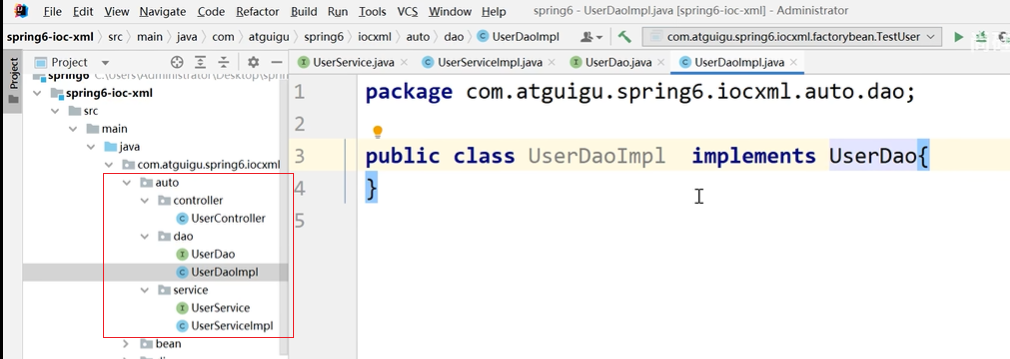 File Edit View Navigate Code Refactor Build Run Tools VCS Window Help spring6 - UserDaoImpl.java [spring6-ioc-xml] - Administrator
spring6-ioc-xml src main java com atguigu spring6 iocxml auto dao UserDaoImpl com.atguigu.spring6.iocxml.factorybean.TestUser
Project Project UserService.java UserServiceImpl.java UserDao.java UserDaoImpl.java
spring6
spring6-ioc-xml
src
main
java
com.atguigu.spring6.iocxml
auto
controller
UserController
dao
UserDao
UserDaoImpl
service
UserService
UserServiceImpl
bean
1 package com.atguigu.spring6.iocxml.auto.dao;
2
3 public class UserDaoImpl  implements UserDao{
4 }
5